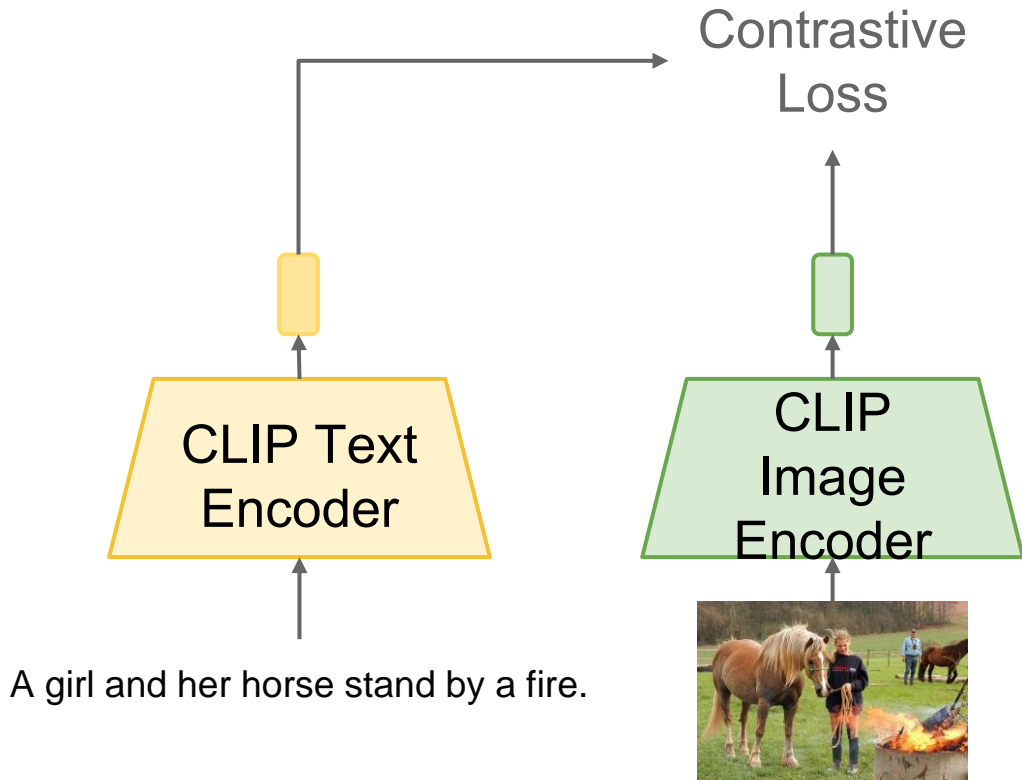 Contrastive
Loss
CLIP Text
Encoder
CLIP
Image
Encoder
A girl and her horse stand by a fire.